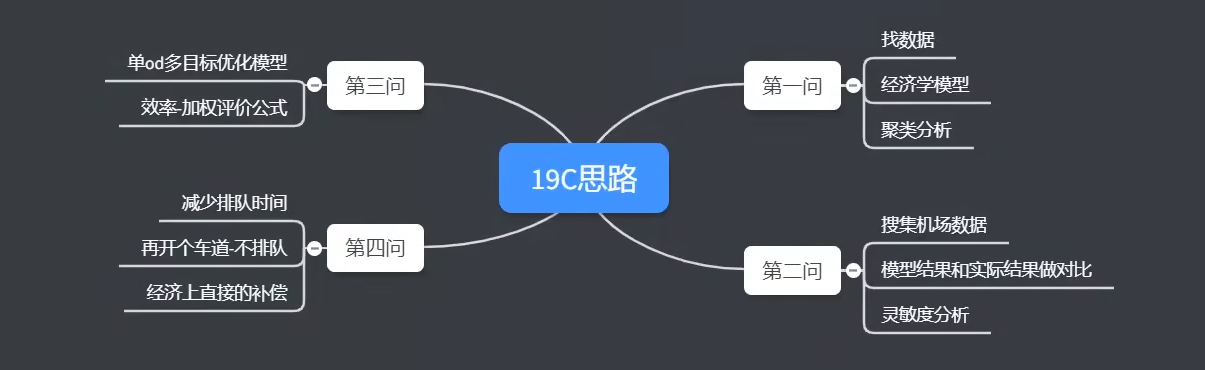 19C思路
第一问
找数据
经济学模型
聚类分析
第二问
搜集机场数据
模型结果和实际结果做对比
灵敏度分析
第三问
单od多目标优化模型
效率-加权评价公式
第四问
减少排队时间
再开个车道-不排队
经济上直接的补偿